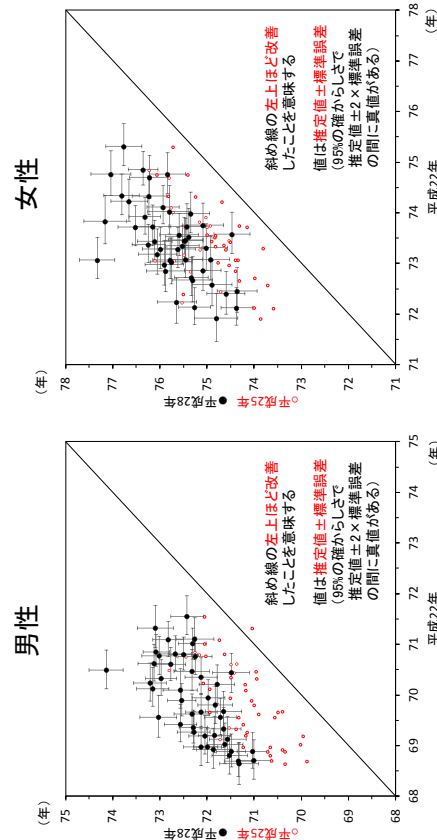 男性
(年)
75
74
73
72
71
70
69
68
●平成28年
○平成25年
斜め線の左上ほど改善
したことを意味する
値は推定値±標準誤差
(95%の確からしさで
推定値±2×標準誤差
の間に真値がある)
68
69
70
71
72
73
74
75
(年)
平成22年
女性
(年)
78
77
76
75
74
73
72
71
●平成28年
○平成25年
斜め線の左上ほど改善
したことを意味する
値は推定値±標準誤差
(95%の確からしさで
推定値±2×標準誤差
の間に真値がある)
71
72
73
74
75
76
77
78
(年)
平成22年